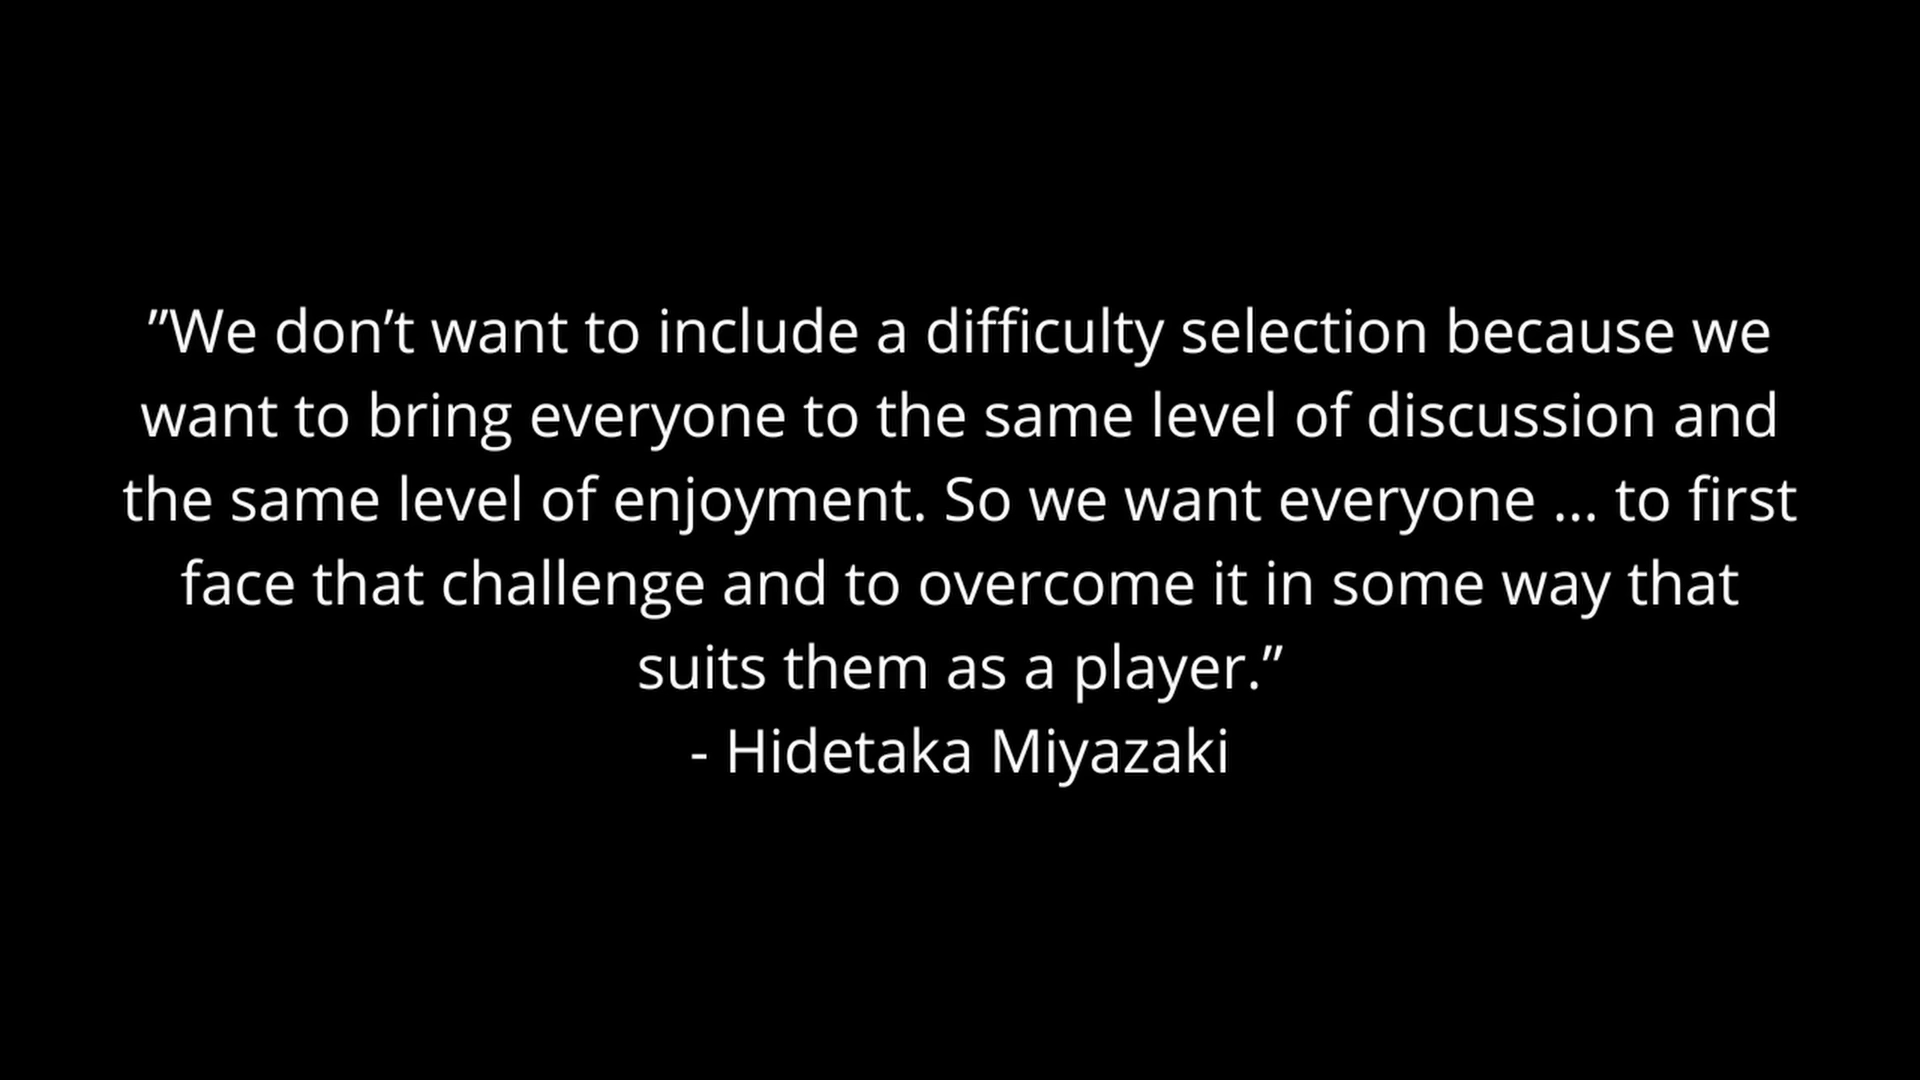 ”We don’t want to include a difficulty selection because we
want to bring everyone to the same level of discussion and
the same level of enjoyment. So we want everyone ... to first
face that challenge and to overcome it in some way that
suits them as a player.”
- Hidetaka Miyazaki